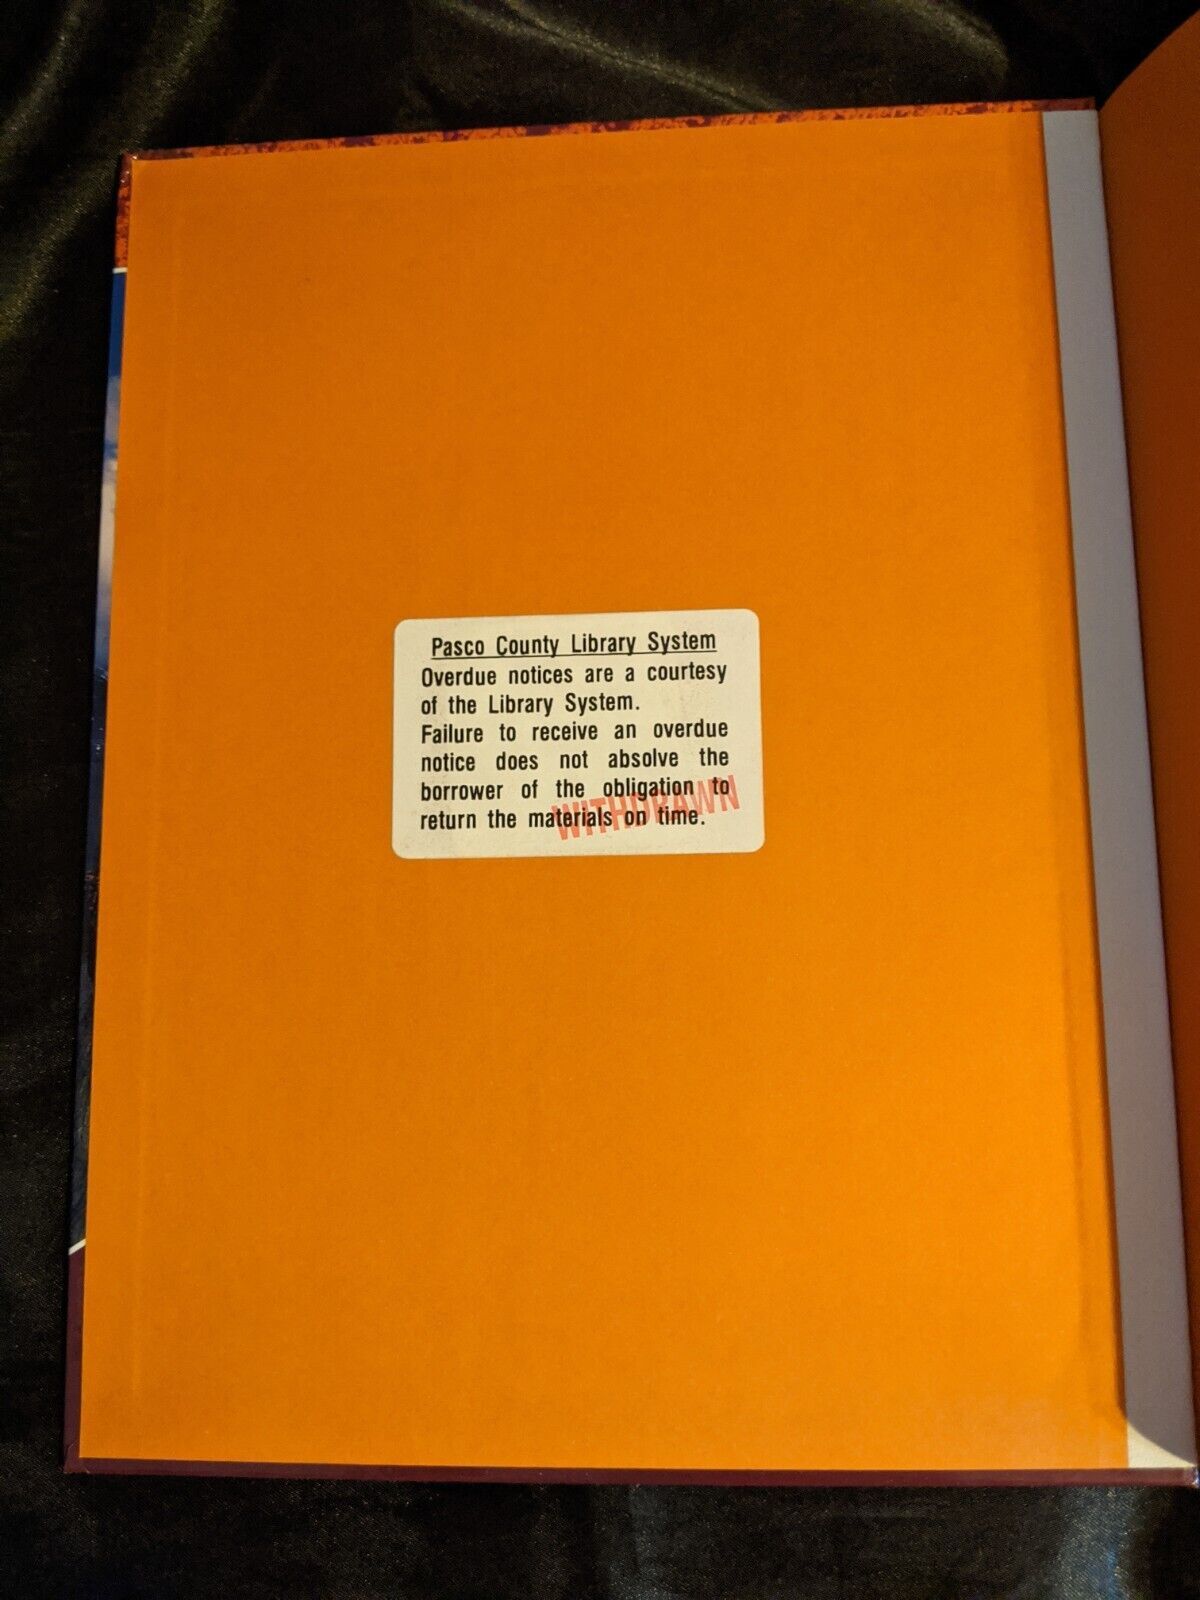 Pasco County Library System
Overdue notices are a courtesy
of the Library System.
Failure to receive an overdue
notice does not absolve the
borrower of the obligation to
return the materials on time.
WITHDRAWN